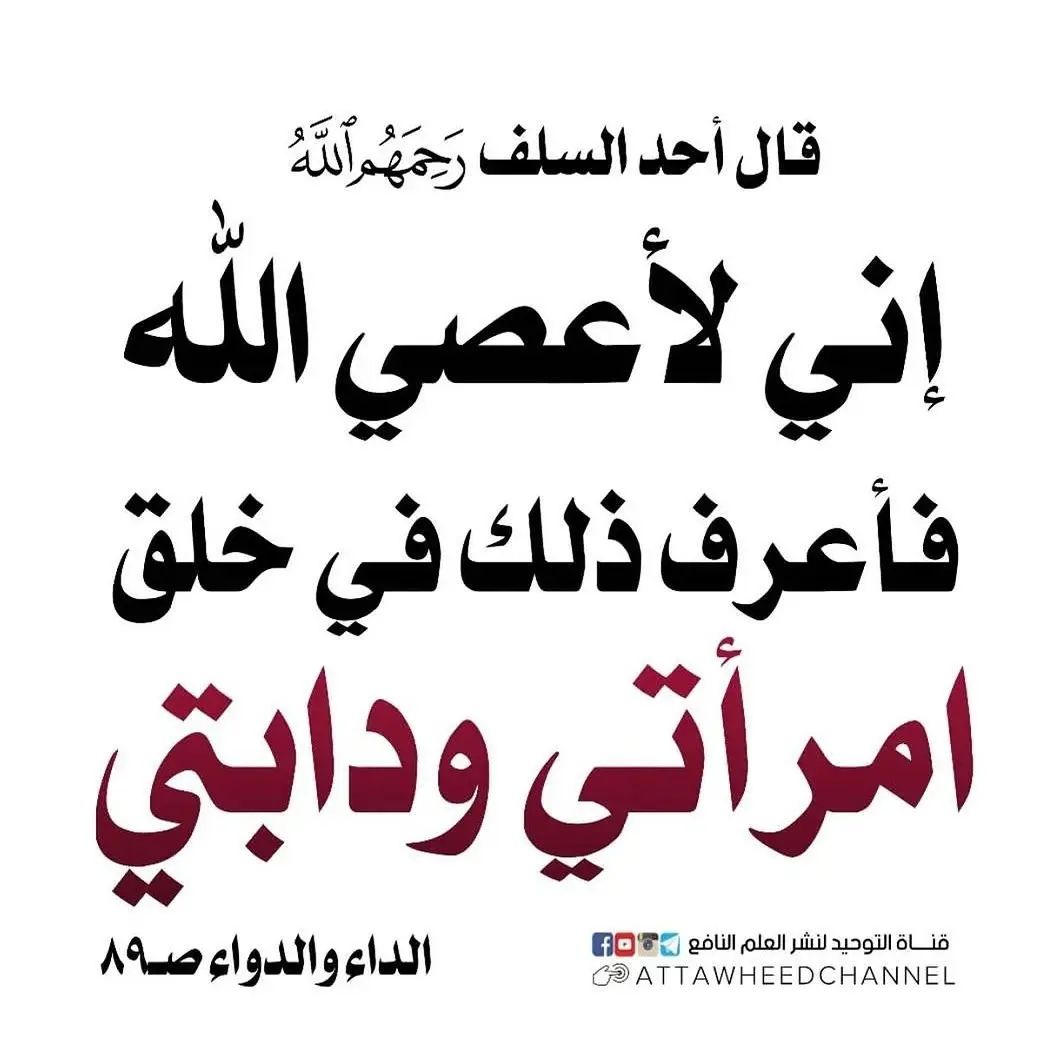 قال أحد السلف رَحِمَهُمُ ٱللَّهُ
إني لأعصي الله
فأعرف ذلك في خلق
امرأتي ودابتي
الداء والدواء صـ٨٩
قنـاة التوحيد لنشر العلم النافع
ATTAWHEEDCHANNEL